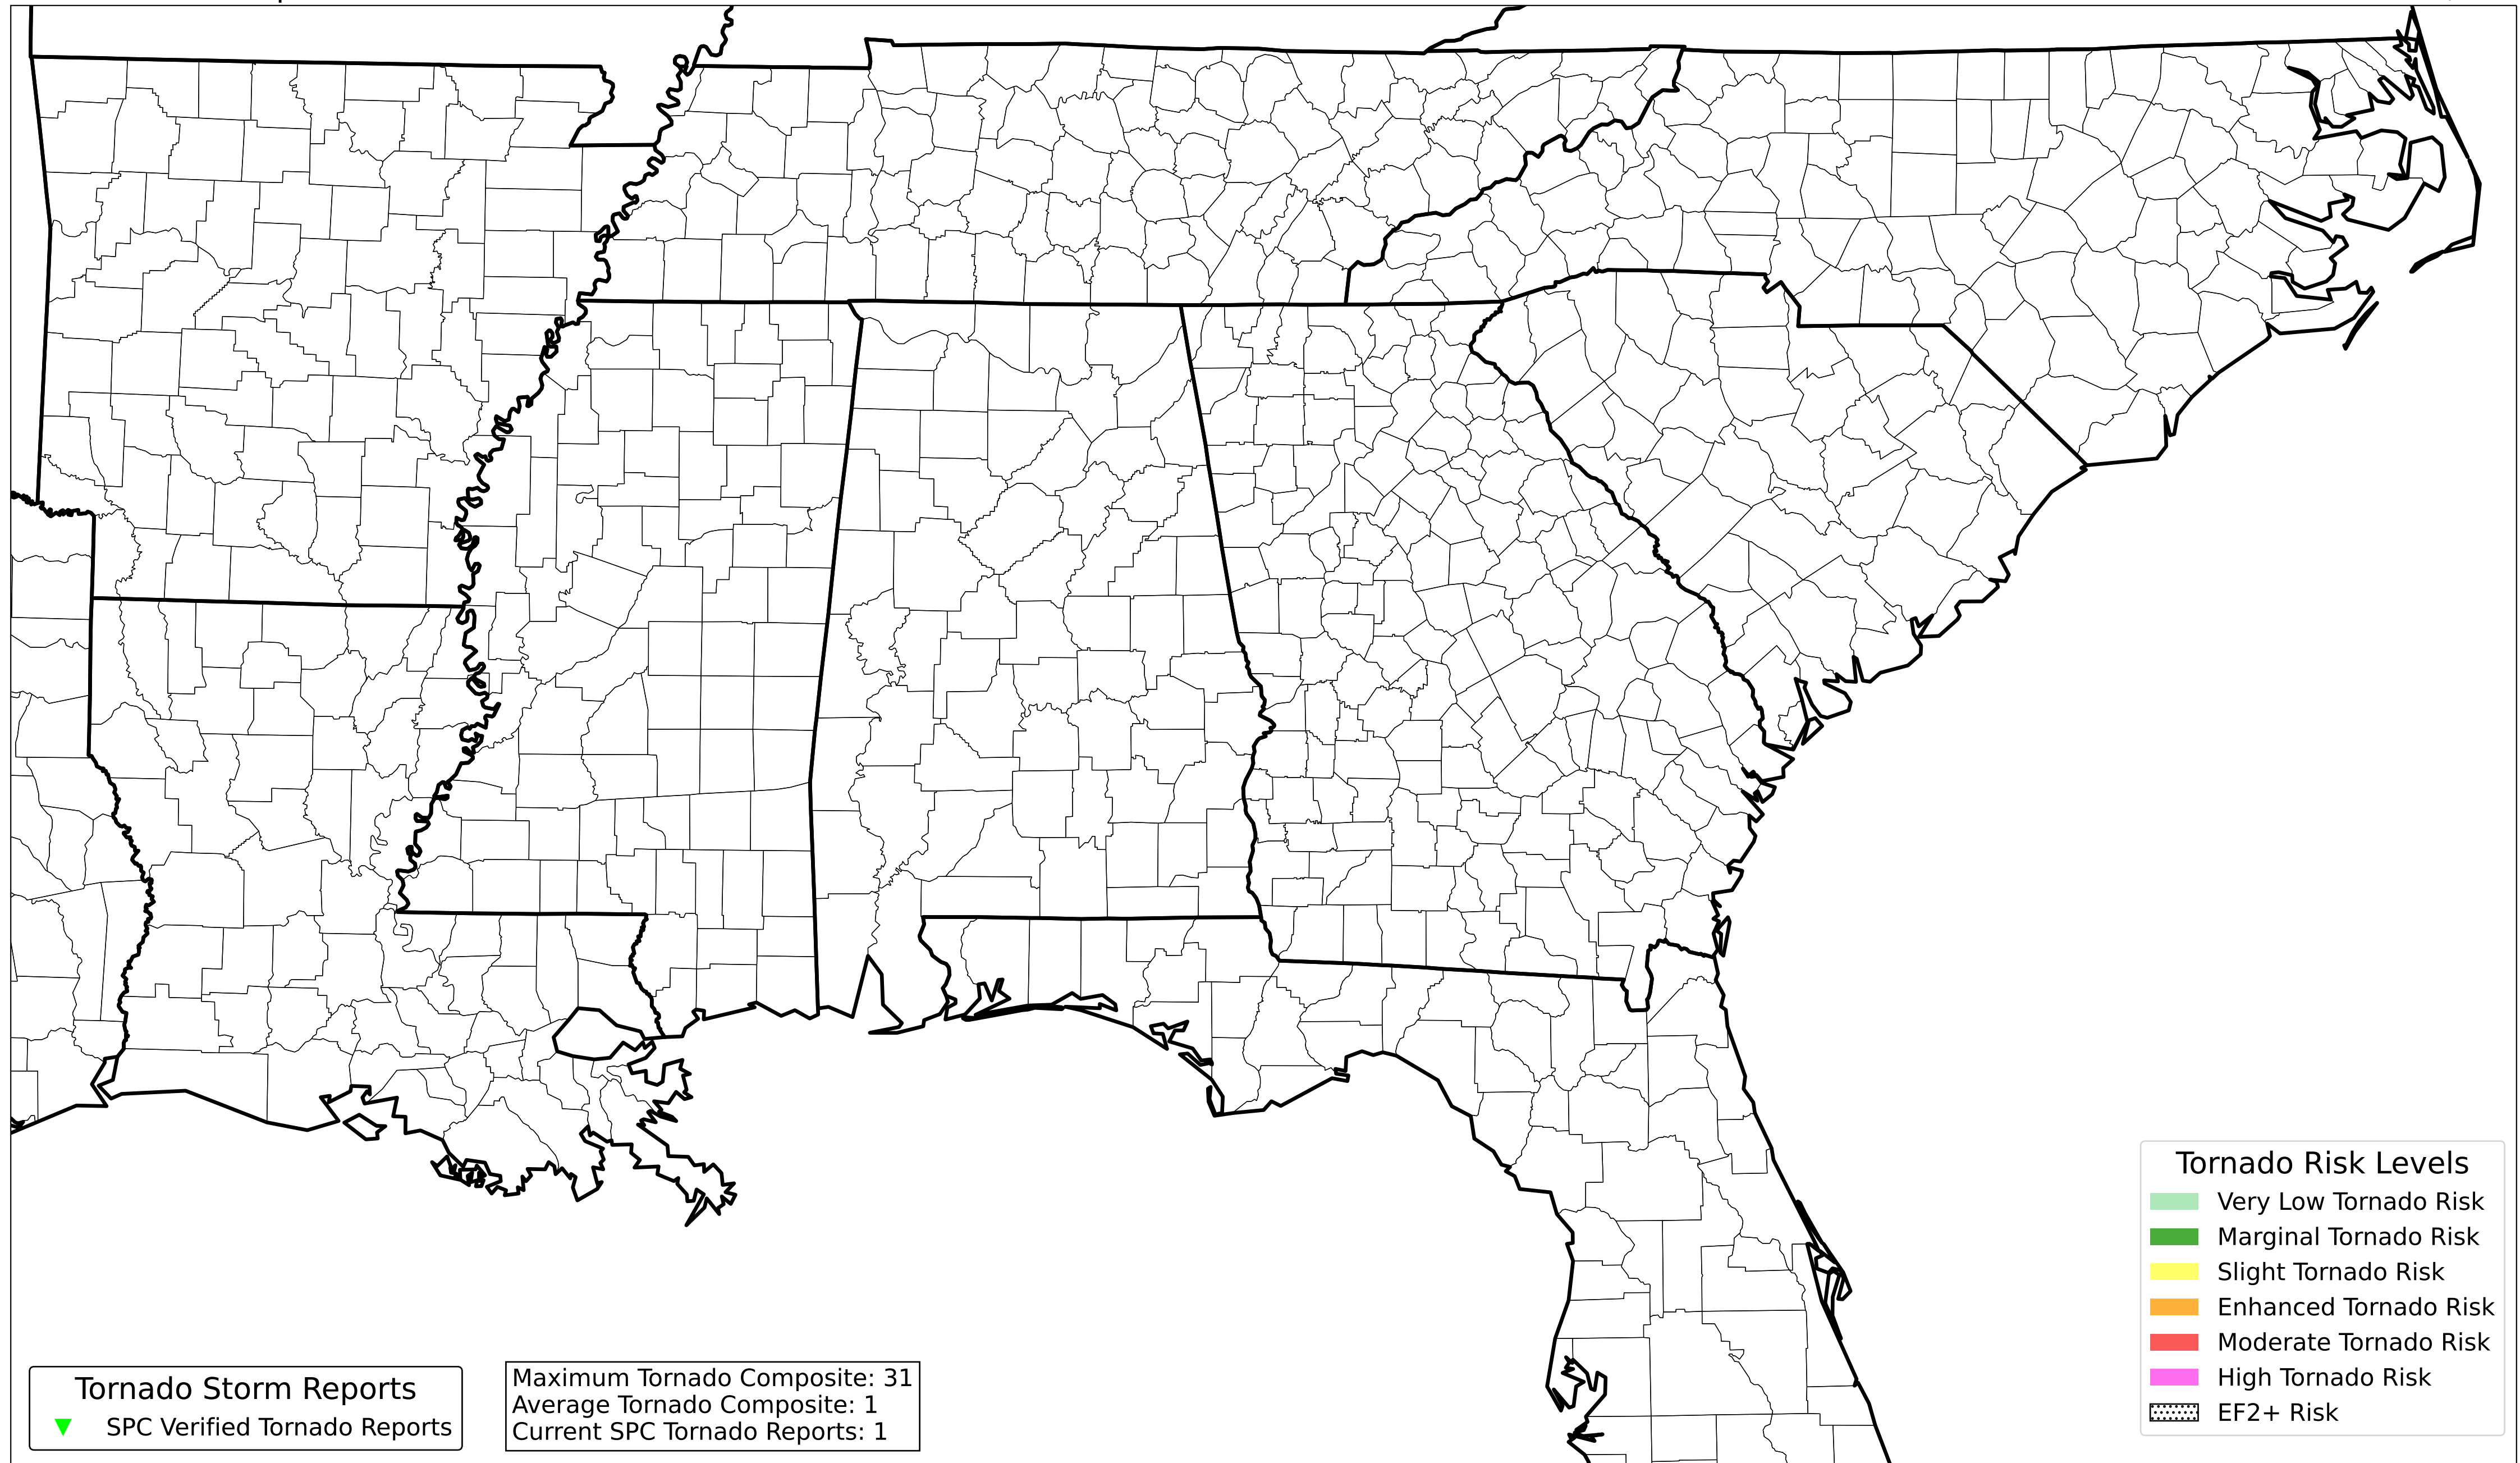 Tornado Storm Reports
SPC Verified Tornado Reports
Maximum Tornado Composite: 31
Average Tornado Composite: 1
Current SPC Tornado Reports: 1
Tornado Risk Levels
Very Low Tornado Risk
Marginal Tornado Risk
Slight Tornado Risk
Enhanced Tornado Risk
Moderate Tornado Risk
High Tornado Risk
EF2+ Risk